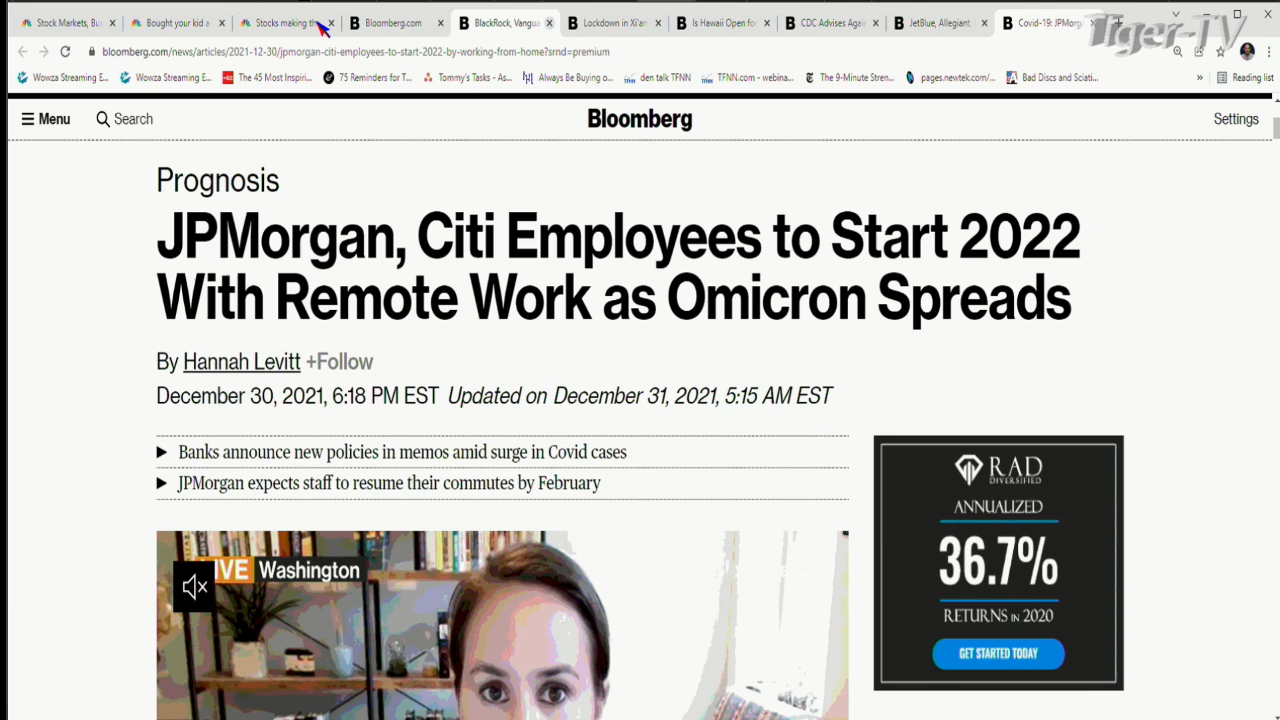 Stock Markets, Bus
Bought your kid a
Stocks making th
Bloomberg.com
BlackRock, Vangua
Lockdown in Xi'an
Is Hawaii Open for
CDC Advises Again
JetBlue, Allegiant,
Covid-19: JPMorg
Tiger-TV
bloomberg.com/news/articles/2021-12-30/jpmorgan-citi-employees-to-start-2022-by-working-from-home?srnd=premium
Wowza Streaming E...
Wowza Streaming E...
The 45 Most Inspiri...
75 Reminders for T...
Tommy's Tasks - As...
Always Be Buying o...
den talk TFNN
TFNN.com - webina...
The 9-Minute Stren...
pages.newtek.com/...
Bad Discs and Sciati...
»
Reading list
Menu
Search
Bloomberg
Settings
Prognosis
JPMorgan, Citi Employees to Start 2022
With Remote Work as Omicron Spreads
By Hannah Levitt +Follow
December 30, 2021, 6:18 PM EST Updated on December 31, 2021, 5:15 AM EST
Banks announce new policies in memos amid surge in Covid cases
JPMorgan expects staff to resume their commutes by February
Washington
RAD
DIVERSIFIED
ANNUALIZED
36.7%
RETURNS IN 2020
GET STARTED TODAY